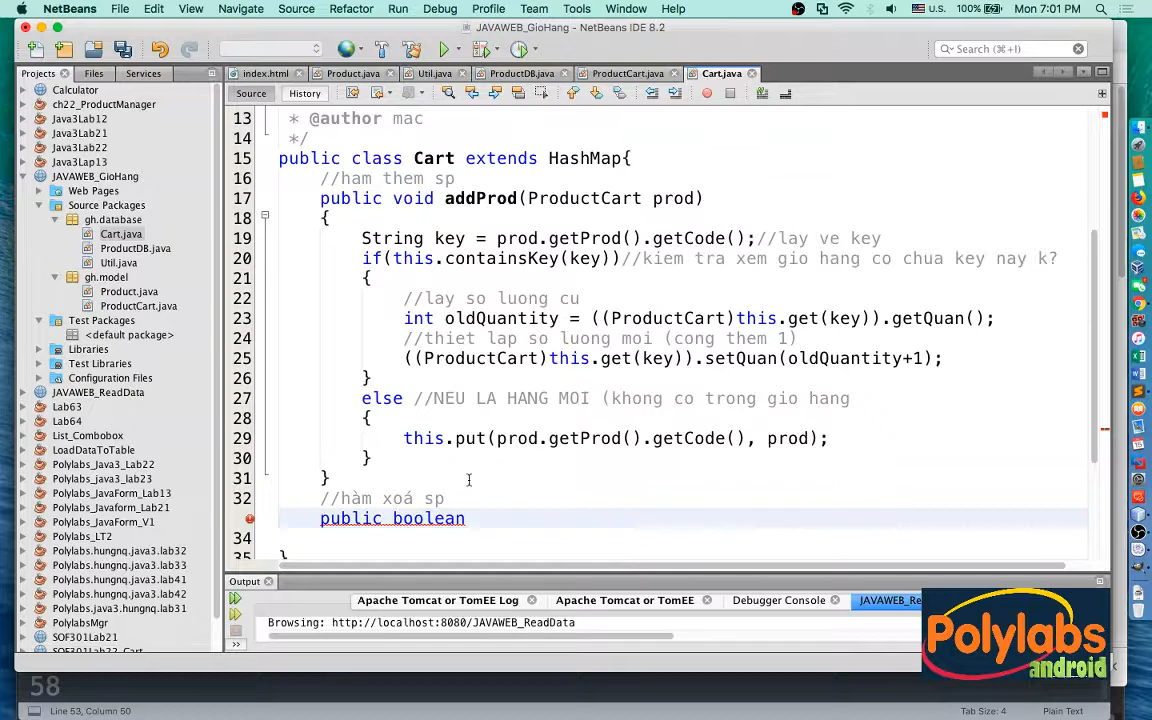 NetBeans File Edit View Navigate Source Refactor Run Debug Profile Team Tools Window Help U.S. 100% Mon 7:01 PM
JAVAWEB_GioHang - NetBeans IDE 8.2
Search (⌘+I)
Projects Files Services
index.html Product.java Util.java ProductDB.java ProductCart.java Cart.java
Source History
Calculator
ch22_ProductManager
Java3Lab12
Java3Lab21
Java3Lab22
Java3Lap13
JAVAWEB_GioHang
Web Pages
Source Packages
gh.database
Cart.java
ProductDB.java
Util.java
gh.model
Product.java
ProductCart.java
Test Packages
<default package>
Libraries
Test Libraries
Configuration Files
JAVAWEB_ReadData
Lab63
Lab64
List_Combobox
LoadDataToTable
Polylabs_Java3_Lab22
Polylabs_java3_lab23
Polylabs_JavaForm_Lab13
Polylabs_Javaform_Lab21
Polylabs_JavaForm_V1
Polylabs_LT2
Polylabs.hungnq.java3.lab32
Polylabs.hungnq.java3.lab33
Polylabs.hungnq.java3.lab41
Polylabs.hungnq.java3.lab42
Polylabs.java3.hungnq.lab31
PolylabsMgr
SOF301Lab21
SOF301Lab22_Cart
13 * @author mac
14 */
15 public class Cart extends HashMap{
16 //ham them sp
17 public void addProd(ProductCart prod)
18 {
19 String key = prod.getProd().getCode();//lay ve key
20 if(this.containsKey(key))//kiem tra xem gio hang co chua key nay k?
21 {
22 //lay so luong cu
23 int oldQuantity = ((ProductCart)this.get(key)).getQuan();
24 //thiet lap so luong moi (cong them 1)
25 ((ProductCart)this.get(key)).setQuan(oldQuantity+1);
26 }
27 else //NEU LA HANG MOI (khong co trong gio hang
28 {
29 this.put(prod.getProd().getCode(), prod);
30 }
31 }
32 //hàm xoá sp
public boolean
34
35 }
Output
Apache Tomcat or TomEE Log Apache Tomcat or TomEE Debugger Console JAVAWEB_Re
Browsing: http://localhost:8080/JAVAWEB_ReadData
Polylabs
android
58
Line 53, Column 50 Tab Size: 4 Plain Text